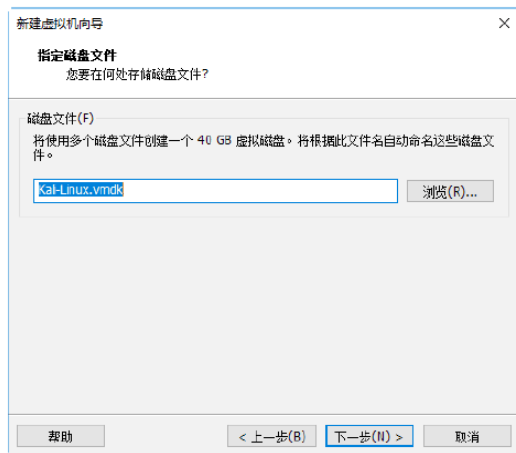 新建虚拟机向导
指定磁盘文件
您要在何处存储磁盘文件?
磁盘文件(F)
将使用多个磁盘文件创建一个 40 GB 虚拟磁盘。将根据此文件名自动命名这些磁盘文
件。
Kal-Linux.vmdk
浏览(R)...
帮助
< 上一步(B)
下一步(N) >
取消